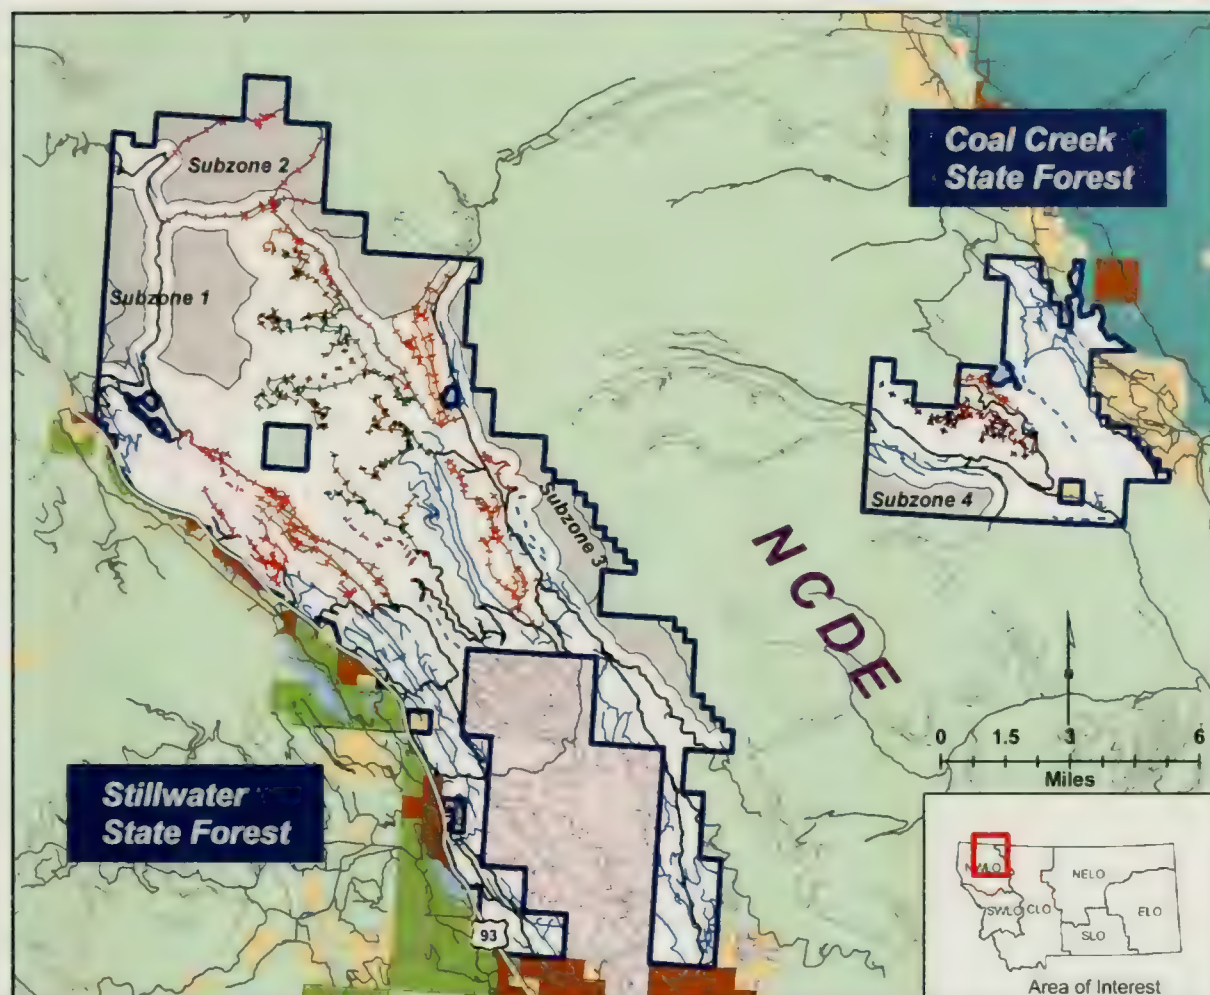 Coal Creek
State Forest
Subzone 2
Subzone 1
Subzone 4
Subzone 3
NCDE
0 1.5 3 6
Miles
Stillwater
State Forest
93
NWLO
NELO
SWLO
CLO
ELO
SLO
Area of Interest